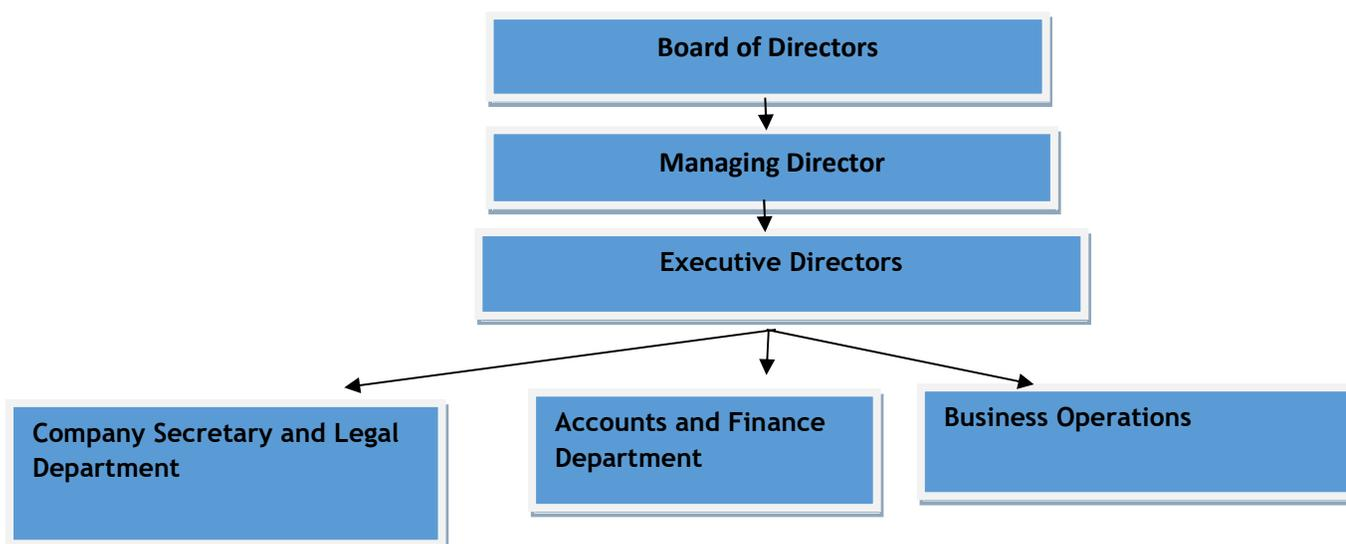 Board of Directors
Managing Director
Executive Directors
Company Secretary and Legal
Department
Accounts and Finance
Department
Business Operations